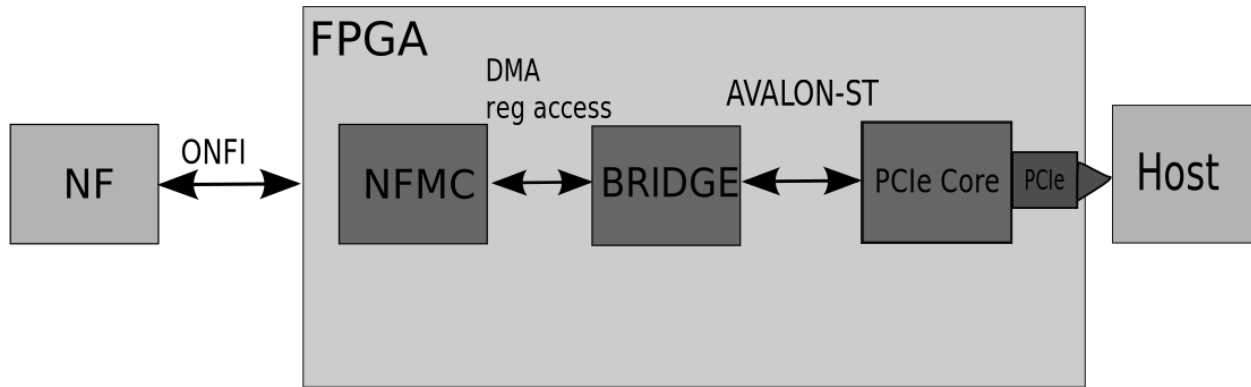 FPGA
DMA
reg access
AVALON-ST
ONFI
NF
NFMC
BRIDGE
PCIe Core
PCIe
Host